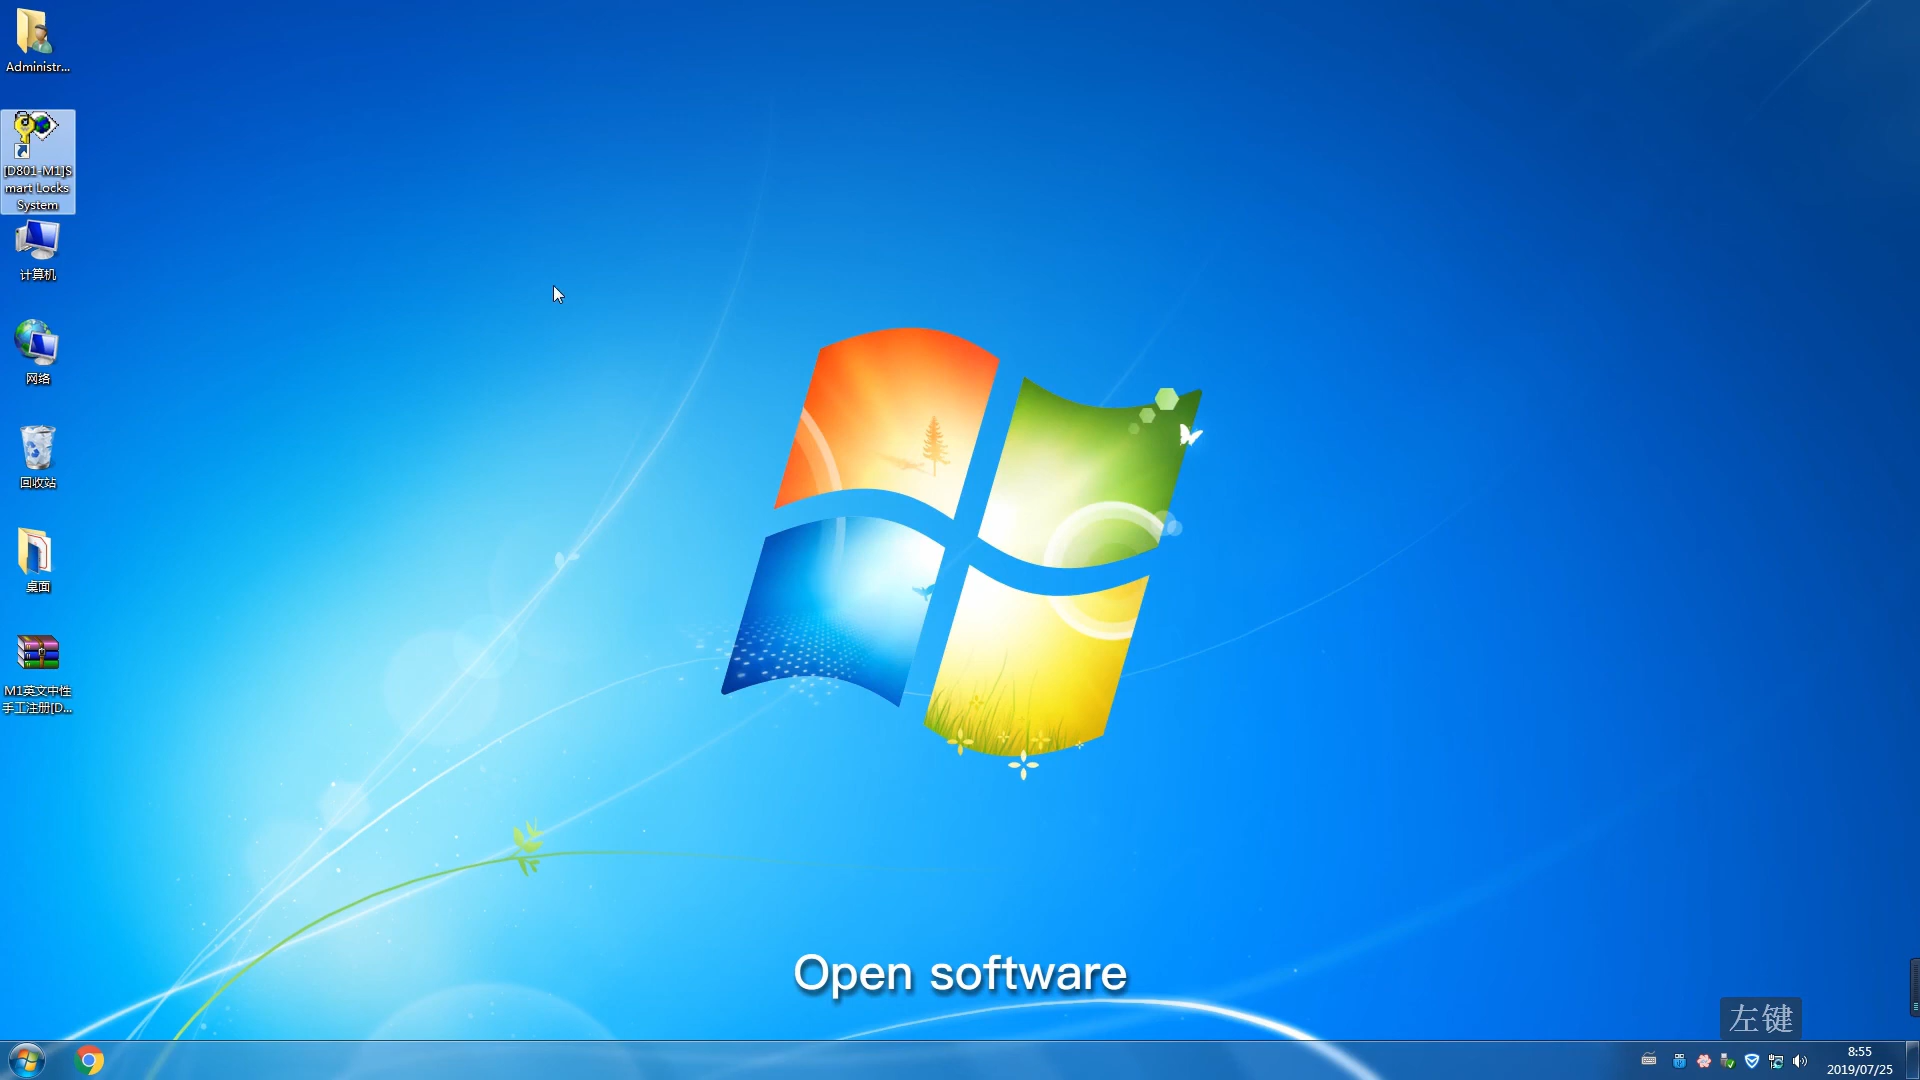 Administr...
[D801-M1]S
mart Locks
System
计算机
网络
回收站
桌面
M1英文中性
手工注册[D...
Open software
左键
8:55
2019/07/25